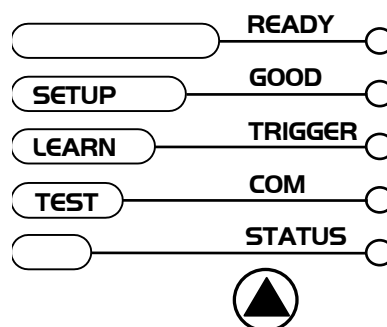 READY
SETUP GOOD
LEARN TRIGGER
TEST COM
STATUS